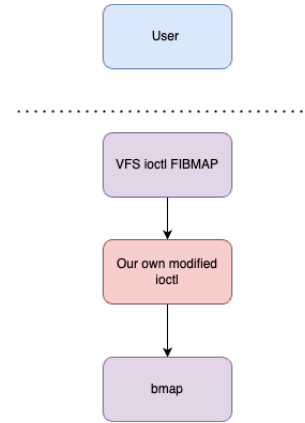 User
VFS ioctl FIBMAP
Our own modified
ioctl
bmap